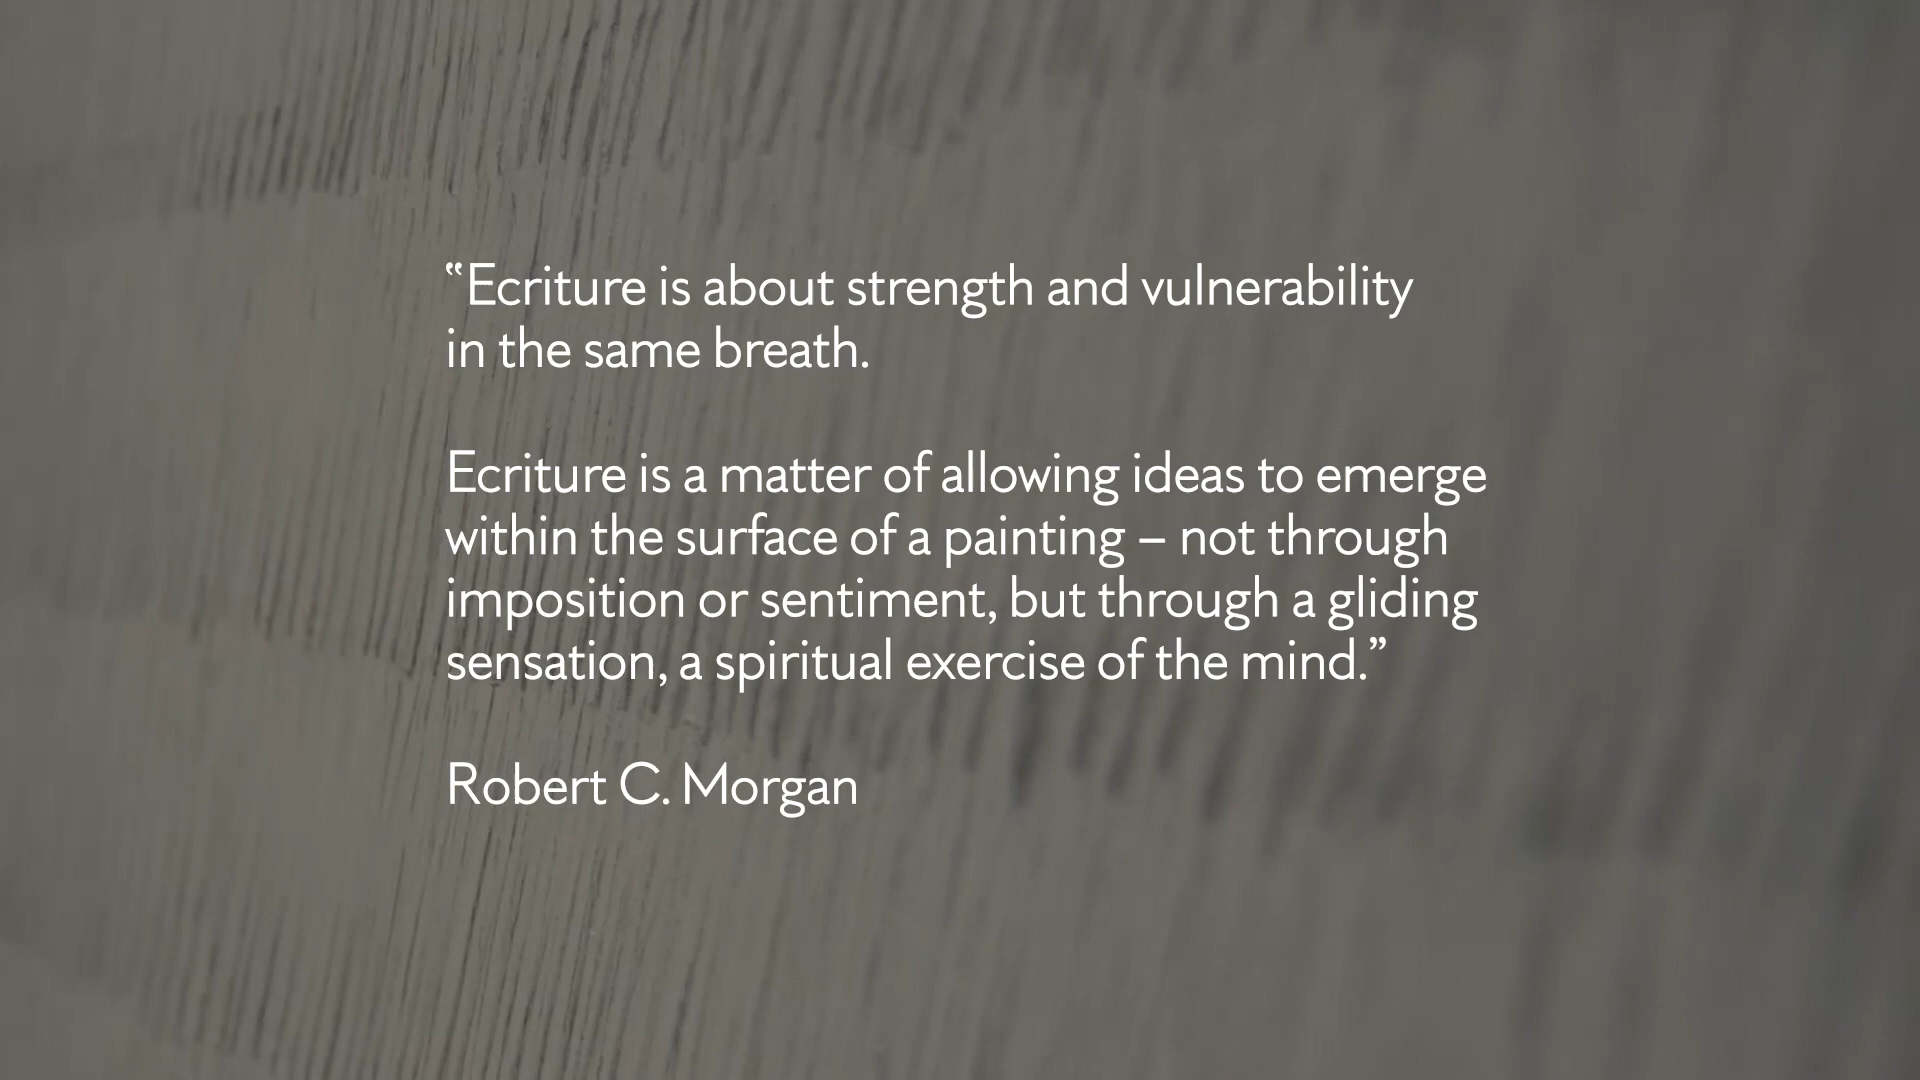 “Ecriture is about strength and vulnerability
in the same breath.
Ecriture is a matter of allowing ideas to emerge
within the surface of a painting – not through
imposition or sentiment, but through a gliding
sensation, a spiritual exercise of the mind.”
Robert C. Morgan